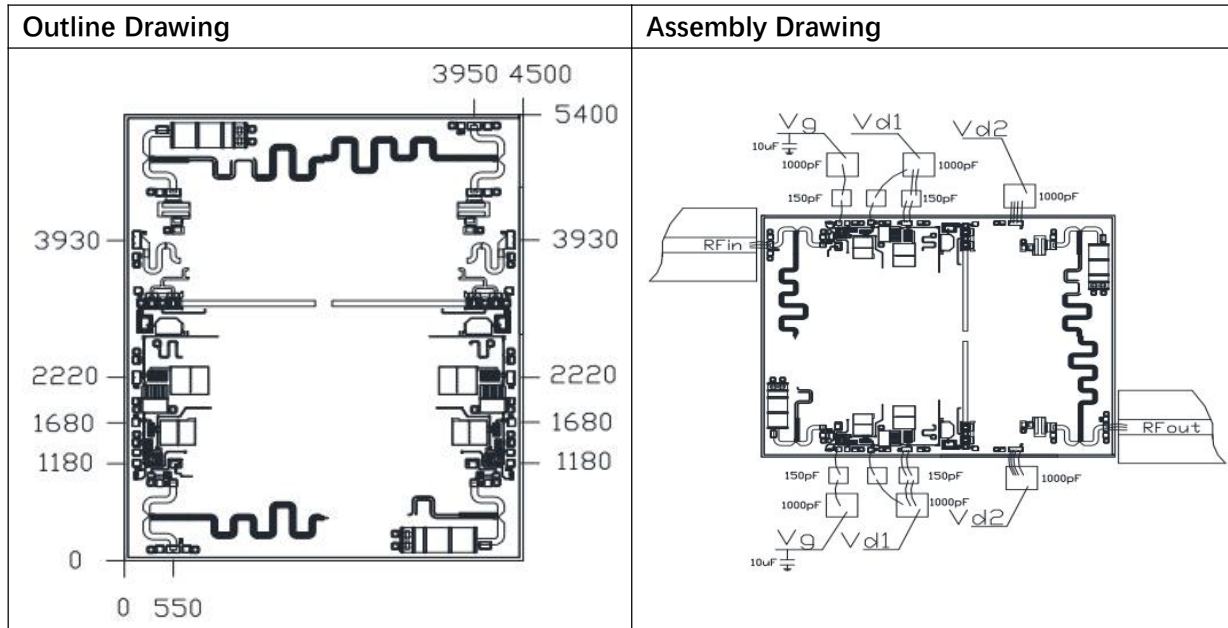 Outline Drawing
Assembly Drawing
3950 4500
5400
3930
3930
2220
2220
1680
1680
1180
1180
0
0 550
Vg
Vd1
Vd2
10uF
1000pF
1000pF
1000pF
150pF
150pF
RFin
RFout
150pF
150pF
1000pF
1000pF
1000pF
Vg
Vd1
Vd2
10uF